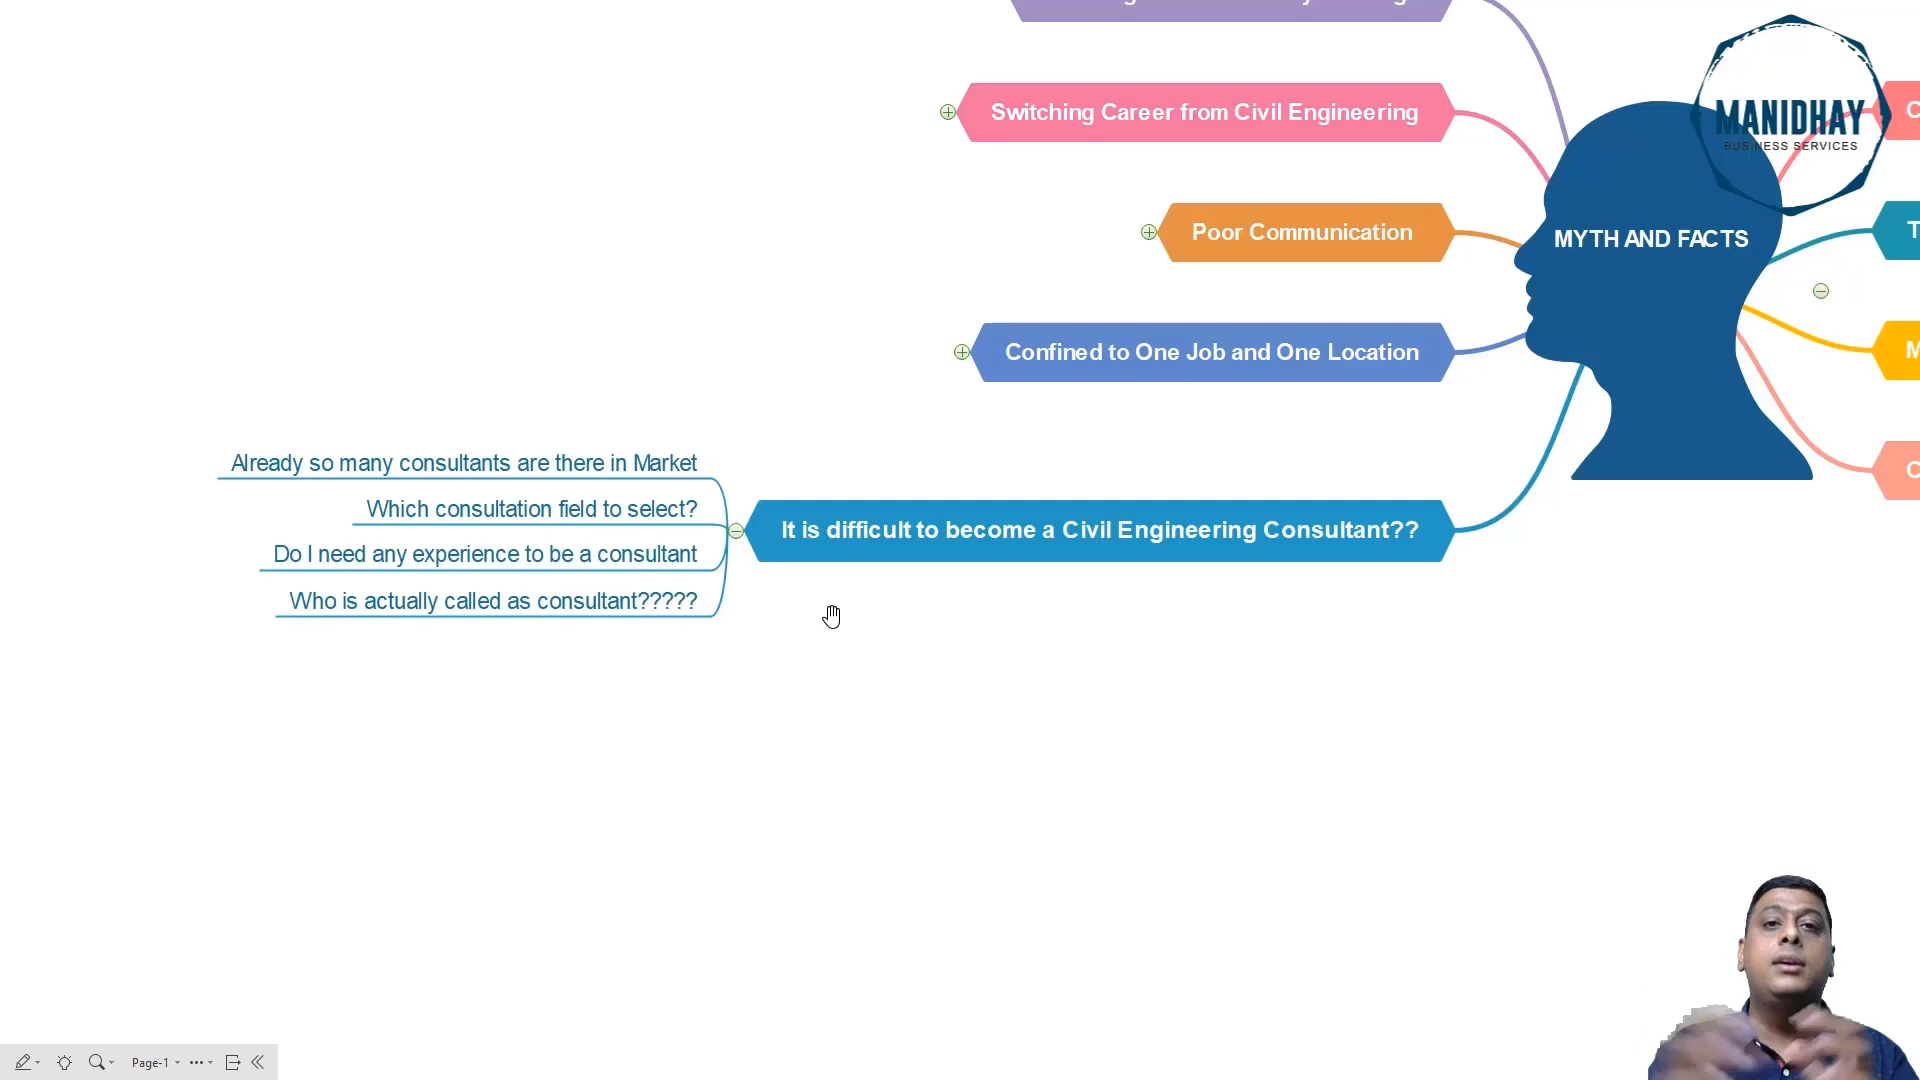 Switching Career from Civil Engineering
MANIDHAY
BUSINESS SERVICES
Poor Communication
MYTH AND FACTS
Confined to One Job and One Location
Already so many consultants are there in Market
Which consultation field to select?
Do I need any experience to be a consultant
Who is actually called as consultant?????
It is difficult to become a Civil Engineering Consultant??
Page-1